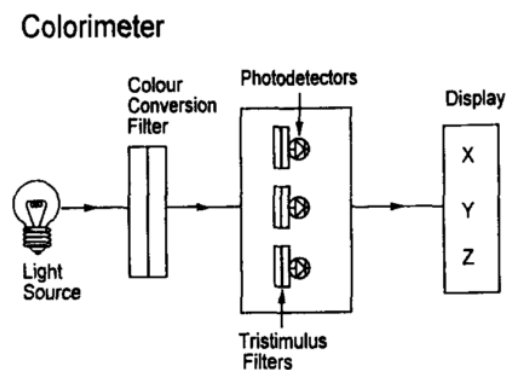 Colorimeter
Colour
Conversion
Filter
Photodetectors
Display
X
Y
Z
Light
Source
Tristimulus
Filters